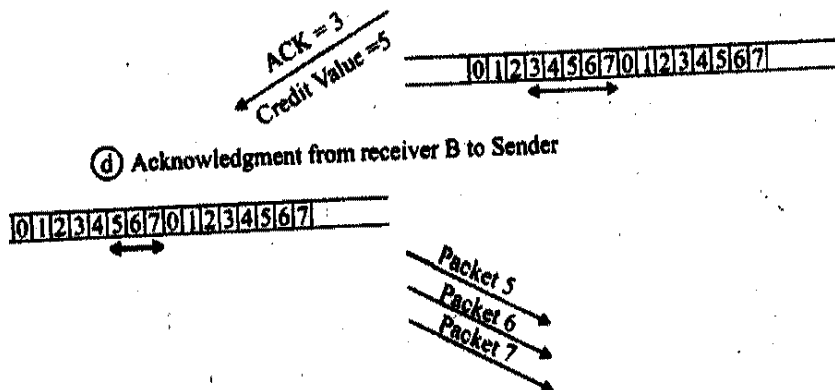 ACK = 3
Credit Value =5
0 1 2 3 4 5 6 7 0 1 2 3 4 5 6 7
d Acknowledgment from receiver B to Sender
0 1 2 3 4 5 6 7 0 1 2 3 4 5 6 7
Packet 5
Packet 6
Packet 7